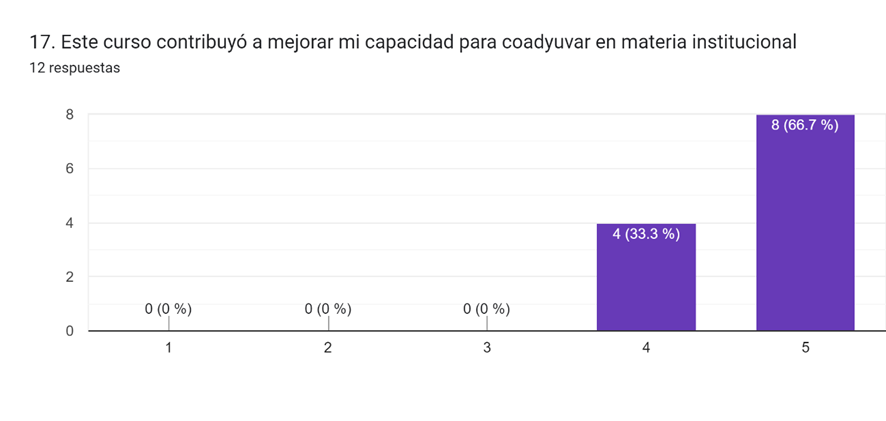 17. Este curso contribuyó a mejorar mi capacidad para coadyuvar en materia institucional
12 respuestas
8
8 (66.7 %)
6
4
4 (33.3 %)
2
0 (0 %) 0 (0 %) 0 (0 %)
0
1 2 3 4 5